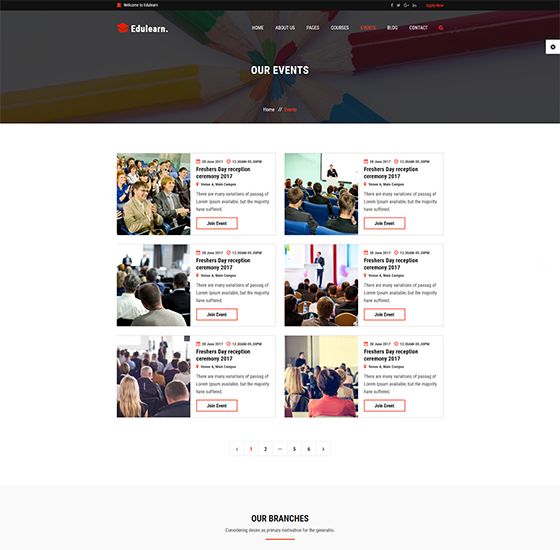 Welcome to Edulearn
Apply Now
Edulearn.
HOME ABOUT US PAGES COURSES EVENTS BLOG CONTACT
OUR EVENTS
Home // Events
28 June 2017 12.30AM-05.30PM
Freshers Day reception
ceremony 2017
Venue A, Main Campus
There are many variations of passag of
Lorem Ipsum available, but the majority
have suffered.
Join Event
28 June 2017 12.30AM-05.30PM
Freshers Day reception
ceremony 2017
Venue A, Main Campus
There are many variations of passag of
Lorem Ipsum available, but the majority
have suffered.
Join Event
28 June 2017 12.30AM-05.30PM
Freshers Day reception
ceremony 2017
Venue A, Main Campus
There are many variations of passag of
Lorem Ipsum available, but the majority
have suffered.
Join Event
28 June 2017 12.30AM-05.30PM
Freshers Day reception
ceremony 2017
Venue A, Main Campus
There are many variations of passag of
Lorem Ipsum available, but the majority
have suffered.
Join Event
28 June 2017 12.30AM-05.30PM
Freshers Day reception
ceremony 2017
Venue A, Main Campus
There are many variations of passag of
Lorem Ipsum available, but the majority
have suffered.
Join Event
28 June 2017 12.30AM-05.30PM
Freshers Day reception
ceremony 2017
Venue A, Main Campus
There are many variations of passag of
Lorem Ipsum available, but the majority
have suffered.
Join Event
‹ 1 2 ... 5 6 ›
OUR BRANCHES
Considering desire as primary motivation for the generatio.